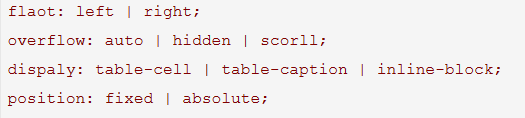 flaot: left | right;
overflow: auto | hidden | scorll;
dispaly: table-cell | table-caption | inline-block;
position: fixed | absolute;